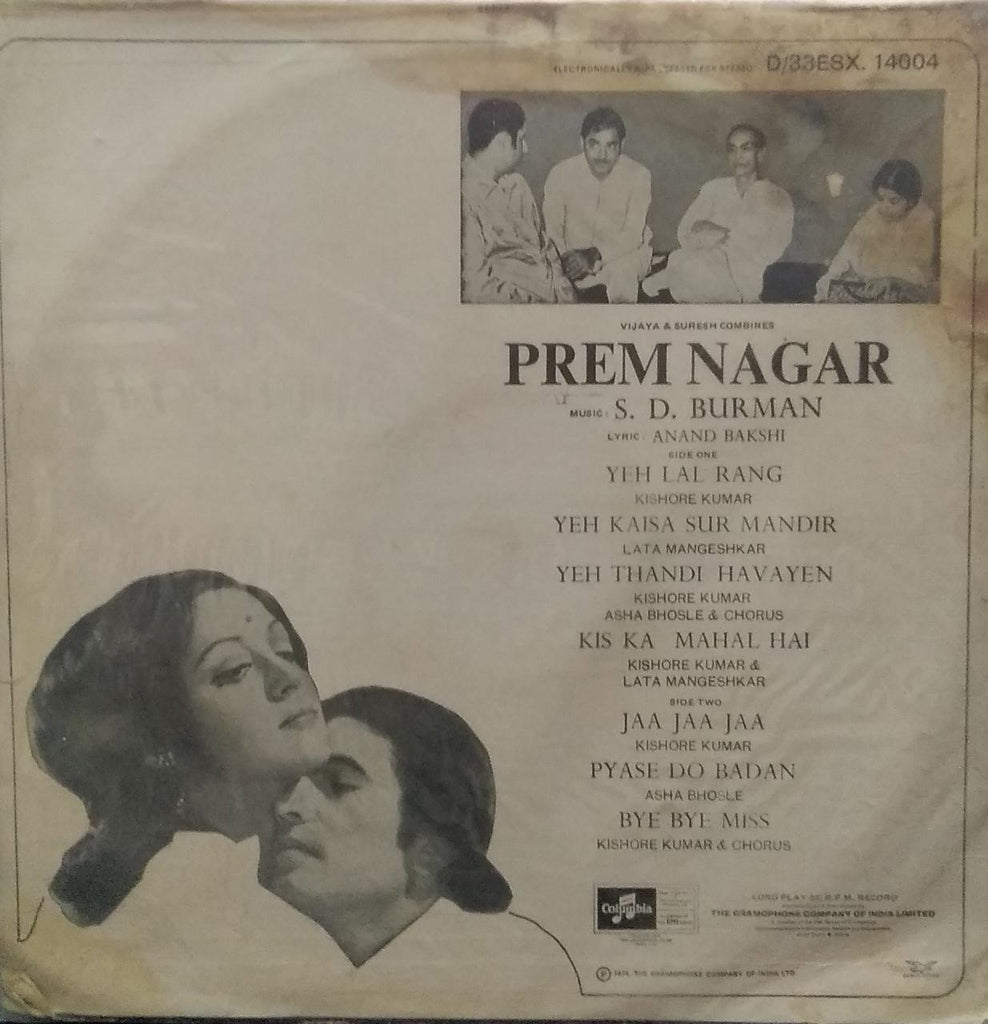 D/33ESX. 14004
VIJAYA & SURESH COMBINES
PREM NAGAR
MUSIC: S. D. BURMAN
LYRIC: ANAND BAKSHI
SIDE ONE
YEH LAL RANG
KISHORE KUMAR
YEH KAISA SUR MANDIR
LATA MANGESHKAR
YEH THANDI HAVAYEN
KISHORE KUMAR
ASHA BHOSLE & CHORUS
KIS KA MAHAL HAI
KISHORE KUMAR &
LATA MANGESHKAR
SIDE TWO
JAA JAA JAA
KISHORE KUMAR
PYASE DO BADAN
ASHA BHOSLE
BYE BYE MISS
KISHORE KUMAR & CHORUS
Columbia
LONG PLAY 33 R.P.M. RECORD
THE GRAMOPHONE COMPANY OF INDIA LIMITED
THE GRAMOPHONE COMPANY OF INDIA LTD